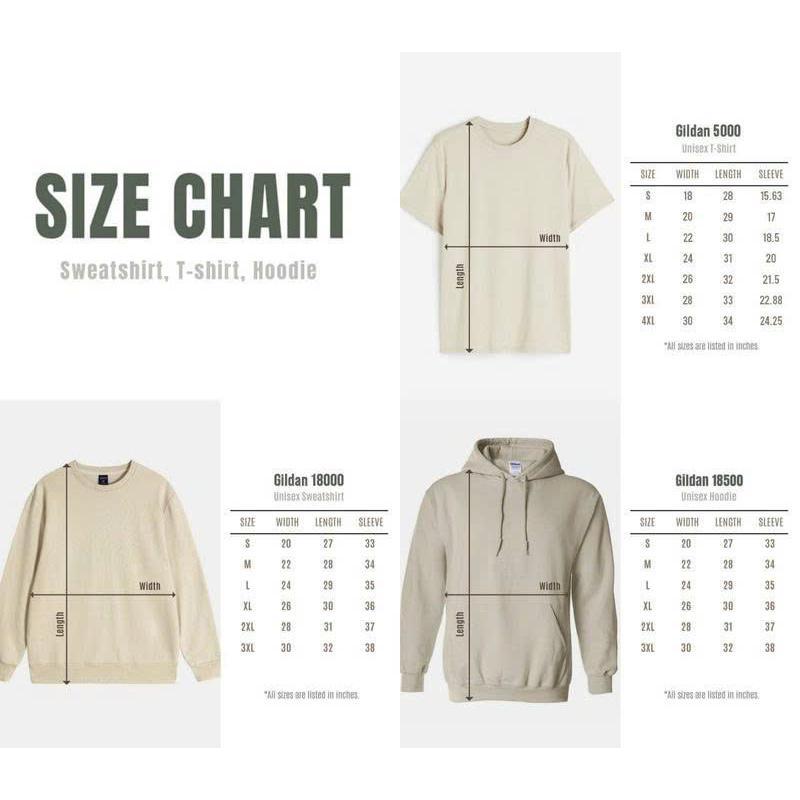 SIZE CHART
Sweatshirt, T-shirt, Hoodie
Width
Length
Gildan 5000
Unisex T-Shirt
SIZE WIDTH LENGTH SLEEVE
S 18 28 15.63
M 20 29 17
L 22 30 18.5
XL 24 31 20
2XL 26 32 21.5
3XL 28 33 22.88
4XL 30 34 24.25
*All sizes are listed in inches.
Width
Length
Gildan 18000
Unisex Sweatshirt
SIZE WIDTH LENGTH SLEEVE
S 20 27 33
M 22 28 34
L 24 29 35
XL 26 30 36
2XL 28 31 37
3XL 30 32 38
*All sizes are listed in inches.
Width
Length
Gildan 18500
Unisex Hoodie
SIZE WIDTH LENGTH SLEEVE
S 20 27 33
M 22 28 34
L 24 29 35
XL 26 30 36
2XL 28 31 37
3XL 30 32 38
*All sizes are listed in inches.